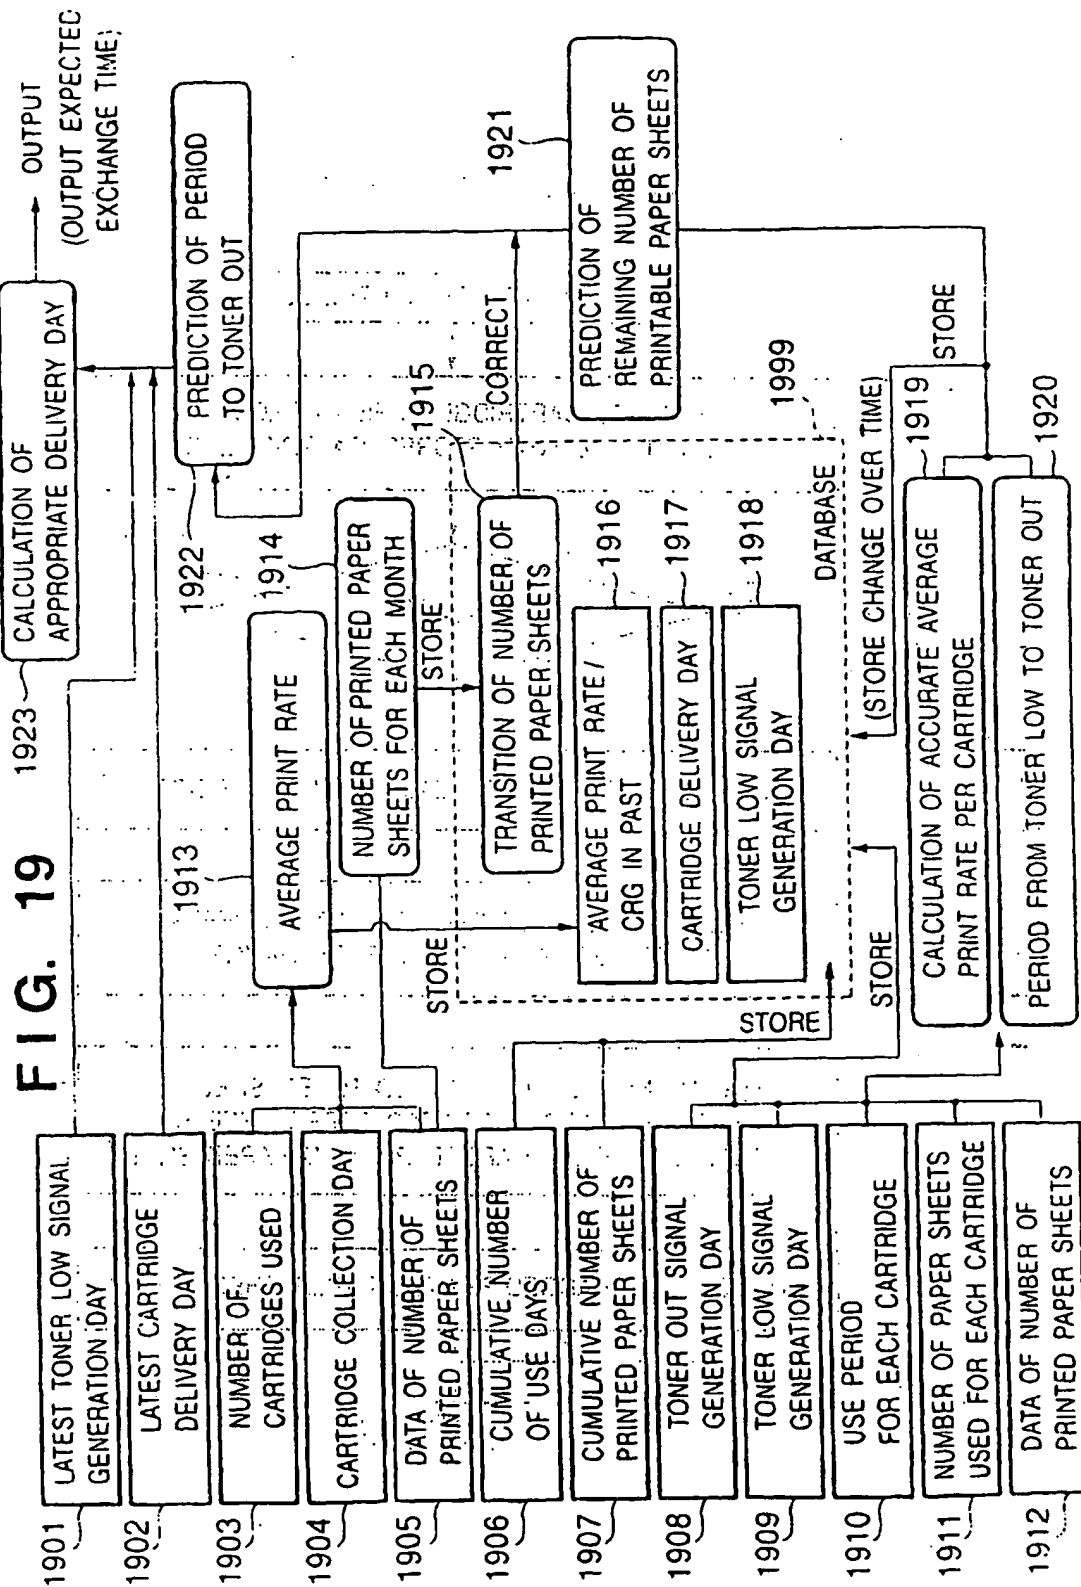 FIG. 19
1901
LATEST TONER LOW SIGNAL
GENERATION DAY
1902
LATEST CARTRIDGE
DELIVERY DAY
1903
NUMBER OF
CARTRIDGES USED
1904
CARTRIDGE COLLECTION DAY
1905
DATA OF NUMBER OF
PRINTED PAPER SHEETS
1906
CUMULATIVE NUMBER
OF USE DAYS
1907
CUMULATIVE NUMBER OF
PRINTED PAPER SHEETS
1908
TONER OUT SIGNAL
GENERATION DAY
1909
TONER LOW SIGNAL
GENERATION DAY
1910
USE PERIOD
FOR EACH CARTRIDGE
1911
NUMBER OF PAPER SHEETS
USED FOR EACH CARTRIDGE
1912
DATA OF NUMBER OF
PRINTED PAPER SHEETS
1913
AVERAGE PRINT RATE
1914
NUMBER OF PRINTED PAPER
SHEETS FOR EACH MONTH
STORE
STORE
1915
TRANSITION OF NUMBER OF
PRINTED PAPER SHEETS
CORRECT
AVERAGE PRINT RATE /
CRG IN PAST
1916
CARTRIDGE DELIVERY DAY
1917
TONER LOW SIGNAL
GENERATION DAY
1918
STORE
DATABASE
1999
STORE
(STORE CHANGE OVER TIME)
STORE
CALCULATION OF ACCURATE AVERAGE
PRINT RATE PER CARTRIDGE
1919
PERIOD FROM TONER LOW TO TONER OUT
1920
1921
PREDICTION OF
REMAINING NUMBER OF
PRINTABLE PAPER SHEETS
1922
PREDICTION OF PERIOD
TO TONER OUT
1923
CALCULATION OF
APPROPRIATE DELIVERY DAY
OUTPUT
(OUTPUT EXPECTED
EXCHANGE TIME)